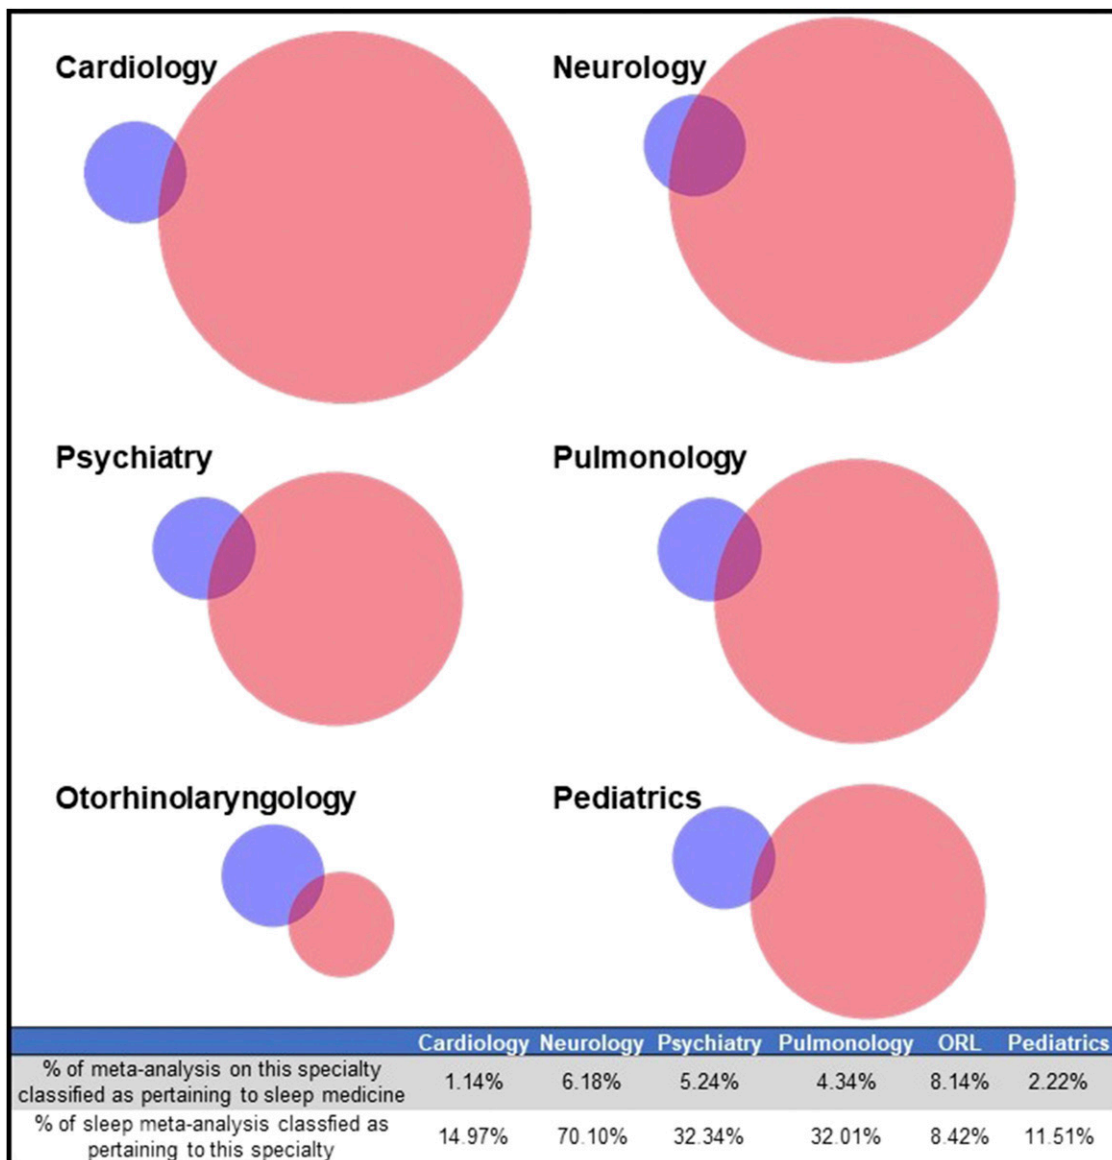 Cardiology
Neurology
Psychiatry
Pulmonology
Otorhinolaryngology
Pediatrics
Cardiology Neurology Psychiatry Pulmonology ORL Pediatrics
% of meta-analysis on this specialty
classified as pertaining to sleep medicine
1.14% 6.18% 5.24% 4.34% 8.14% 2.22%
% of sleep meta-analysis classfied as
pertaining to this specialty
14.97% 70.10% 32.34% 32.01% 8.42% 11.51%